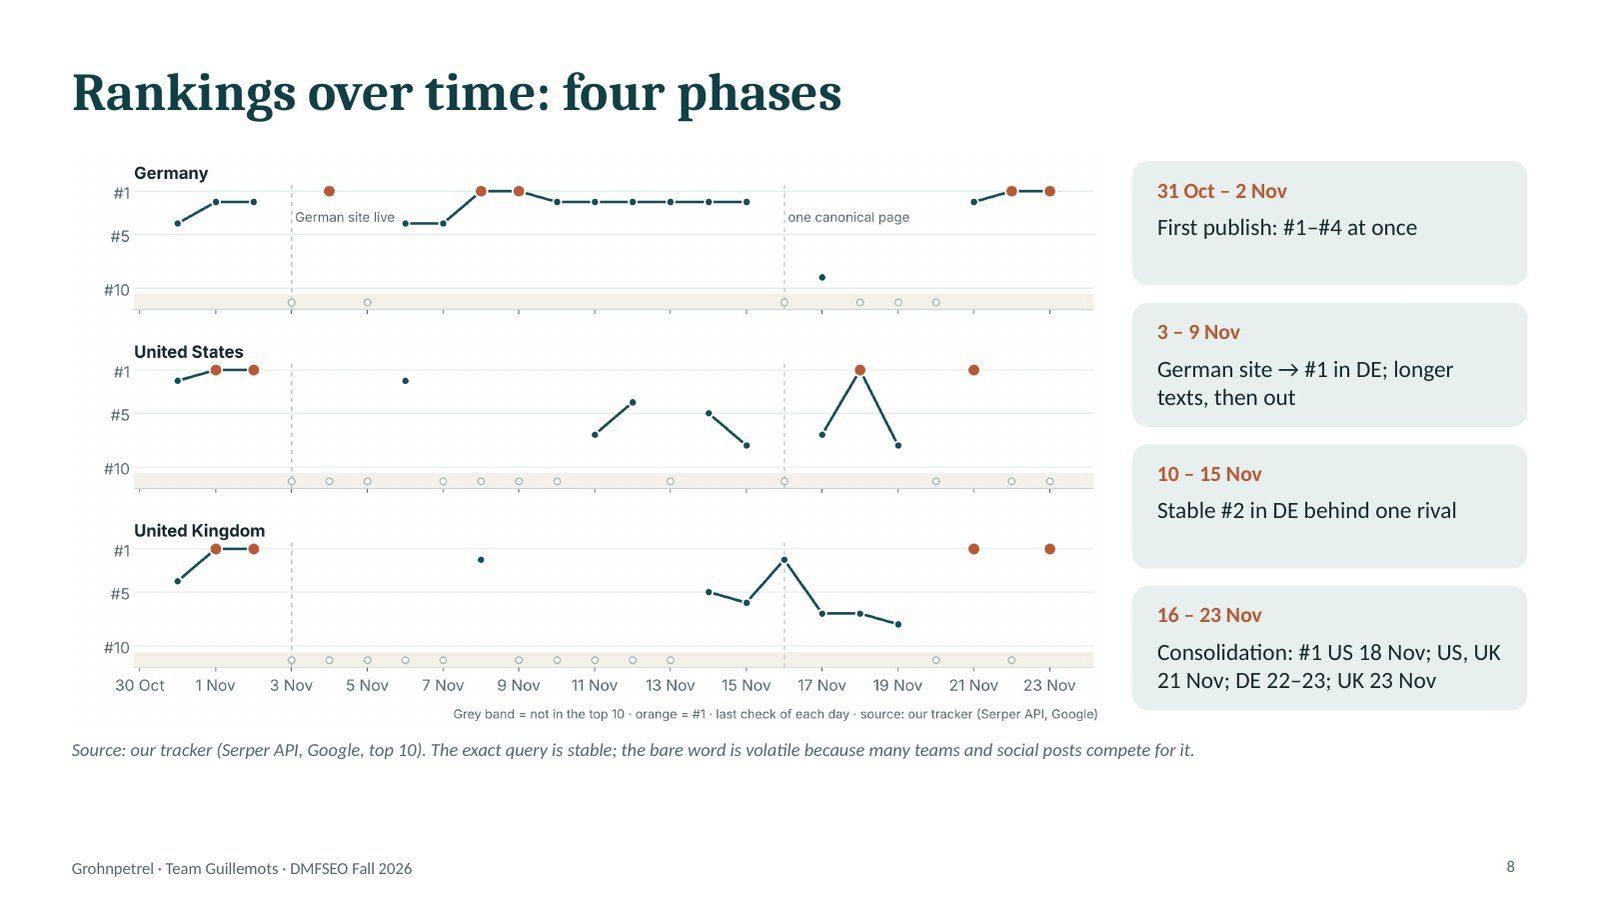 Rankings over time: four phases
Germany
#1
German site live
one canonical page
#5
#10
United States
#1
#5
#10
United Kingdom
#1
#5
#10
30 Oct 1 Nov 3 Nov 5 Nov 7 Nov 9 Nov 11 Nov 13 Nov 15 Nov 17 Nov 19 Nov 21 Nov 23 Nov
Grey band = not in the top 10 · orange = #1 · last check of each day · source: our tracker (Serper API, Google)
31 Oct – 2 Nov
First publish: #1–#4 at once
3 – 9 Nov
German site → #1 in DE; longer
texts, then out
10 – 15 Nov
Stable #2 in DE behind one rival
16 – 23 Nov
Consolidation: #1 US 18 Nov; US, UK
21 Nov; DE 22–23; UK 23 Nov
Source: our tracker (Serper API, Google, top 10). The exact query is stable; the bare word is volatile because many teams and social posts compete for it.
Grohnpetrel · Team Guillemots · DMFSEO Fall 2026
8